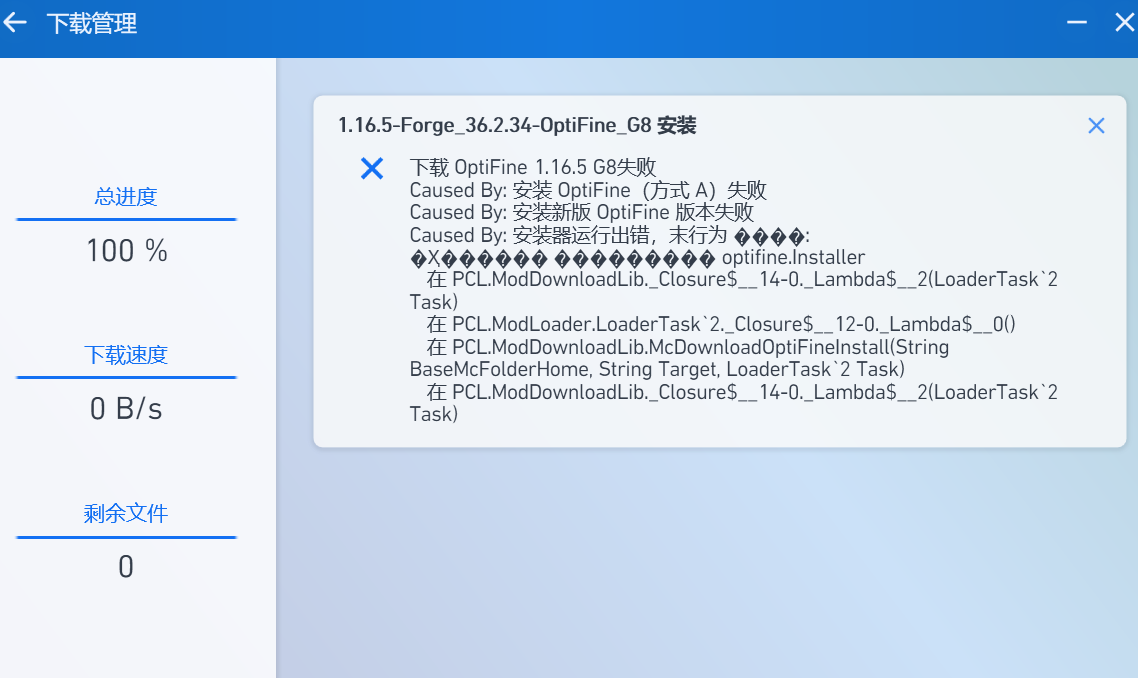 下载管理
总进度
100 %
下载速度
0 B/s
剩余文件
0
1.16.5-Forge_36.2.34-OptiFine_G8 安装
下载 OptiFine 1.16.5 G8失败
Caused By: 安装 OptiFine（方式 A）失败
Caused By: 安装新版 OptiFine 版本失败
Caused By: 安装器运行出错，末行为 ����:
�Ҳ������ ��������� optifine.Installer
在 PCL.ModDownloadLib._Closure$__14-0._Lambda$__2(LoaderTask`2
Task)
在 PCL.ModLoader.LoaderTask`2._Closure$__12-0._Lambda$__0()
在 PCL.ModDownloadLib.McDownloadOptiFineInstall(String
BaseMcFolderHome, String Target, LoaderTask`2 Task)
在 PCL.ModDownloadLib._Closure$__14-0._Lambda$__2(LoaderTask`2
Task)